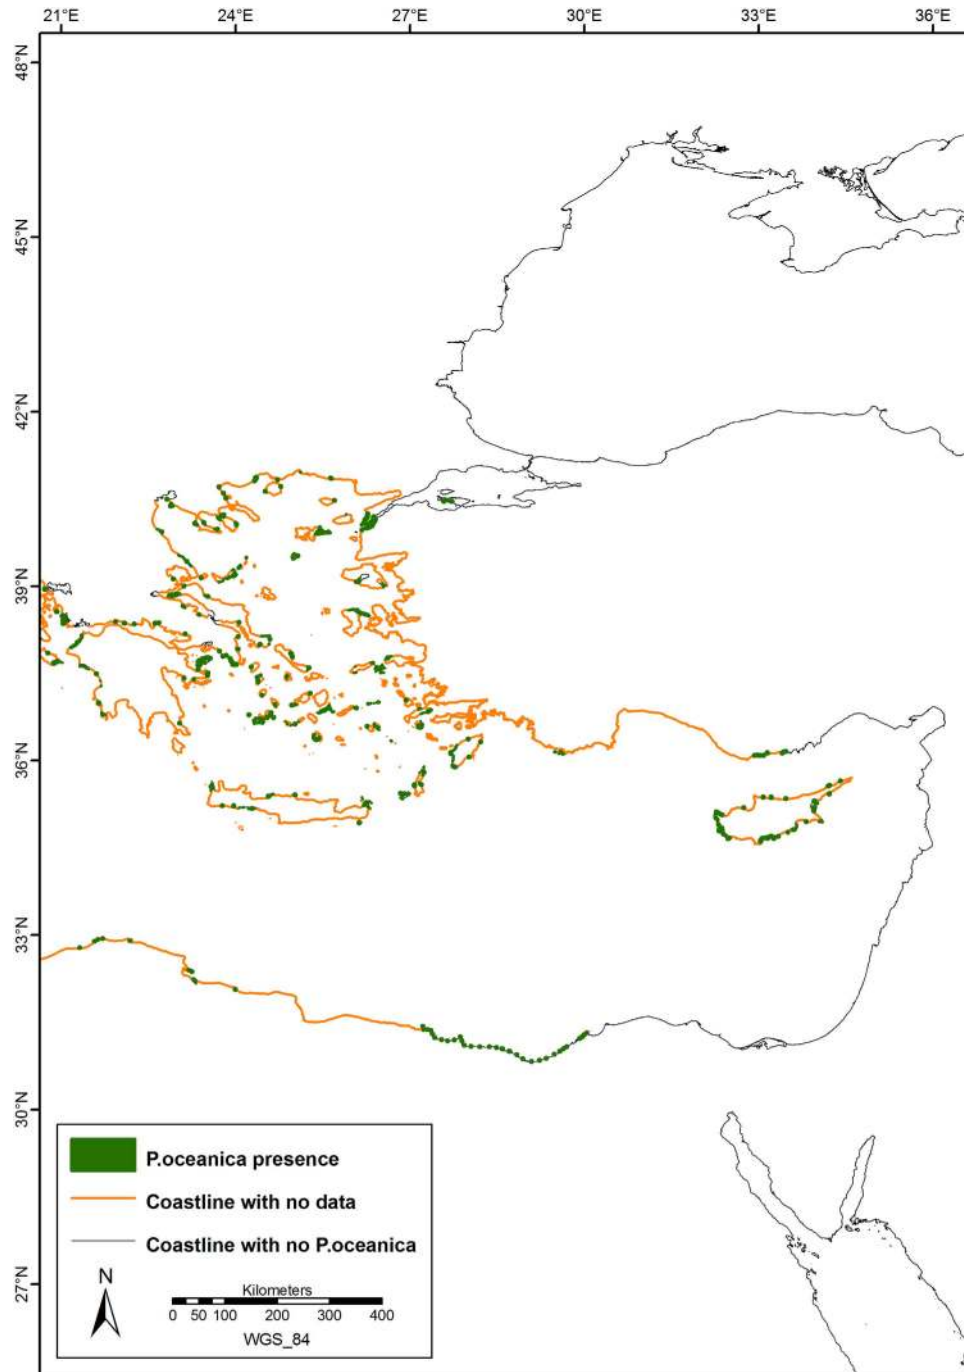 21°E 24°E 27°E 30°E 33°E 36°E
48°N
45°N
42°N
39°N
36°N
33°N
30°N
27°N
P.oceanica presence
Coastline with no data
Coastline with no P.oceanica
N
Kilometers
0 50 100 200 300 400
WGS_84